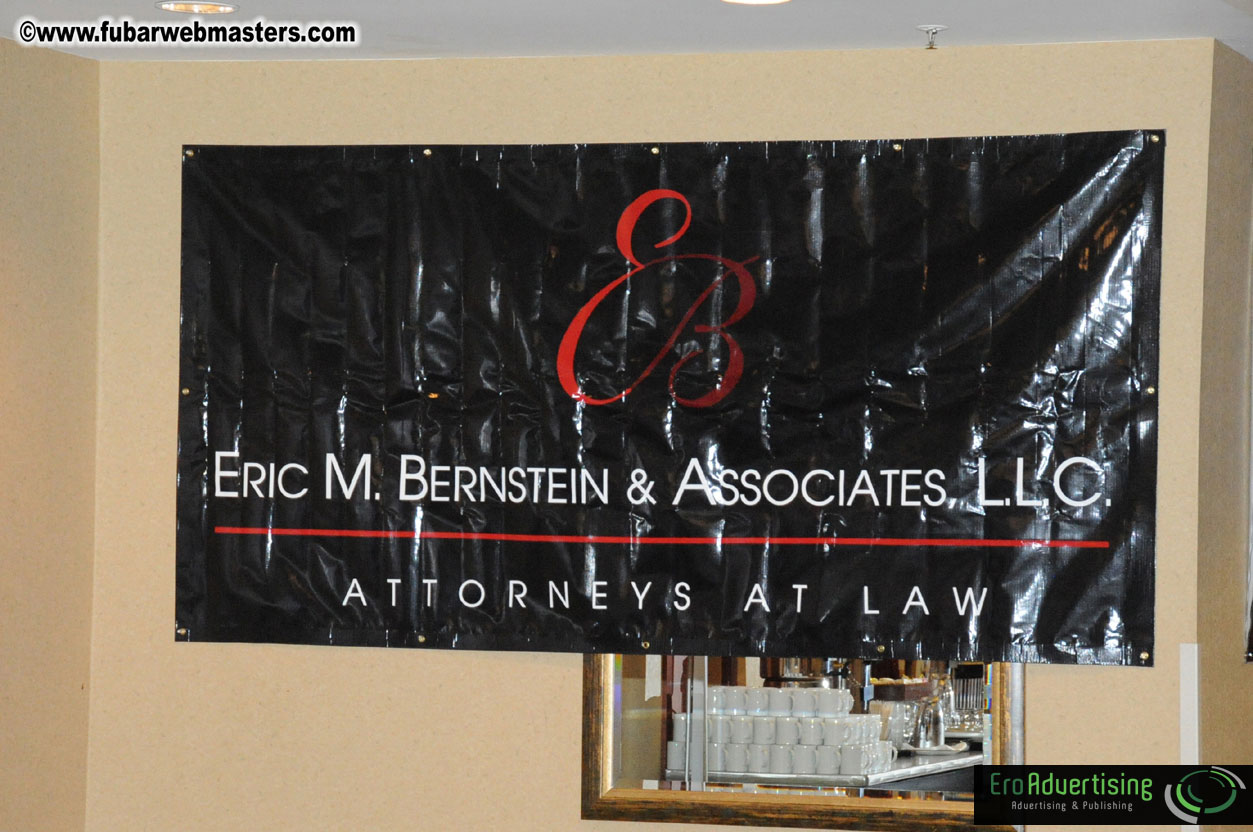 ©www.fubarwebmasters.com
EB
ERIC M. BERNSTEIN & ASSOCIATES, L.L.C.
ATTORNEYS AT LAW
EroAdvertising
Advertising & Publishing